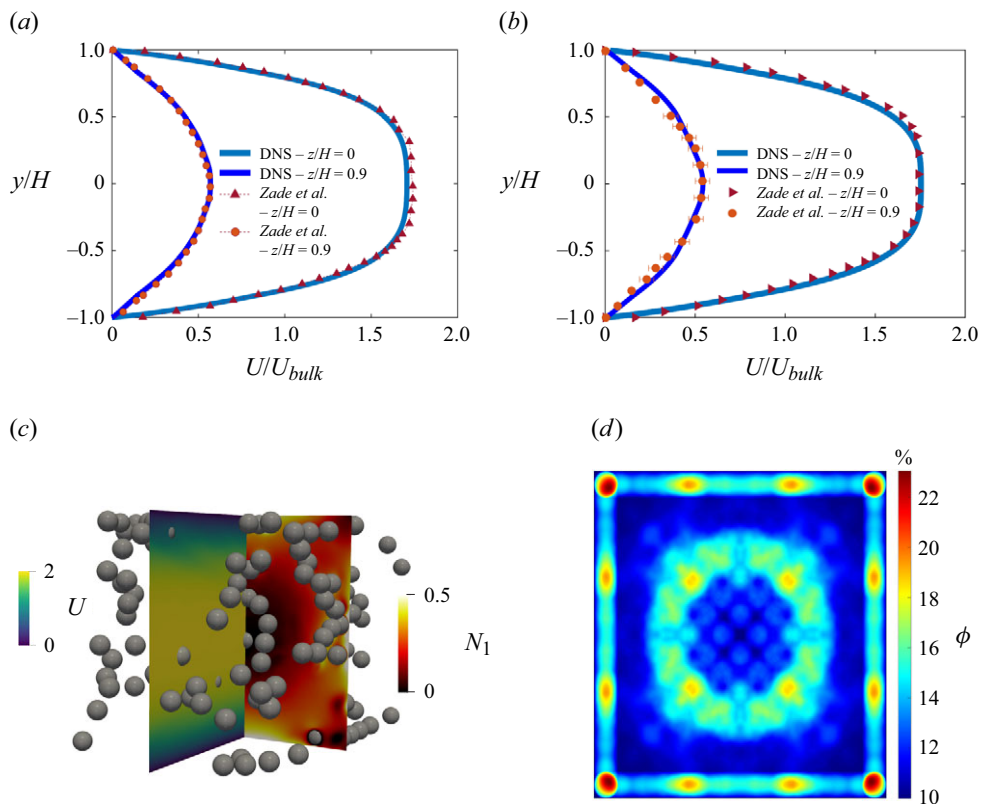 (a)
1.0
0.5
y/H
0
–0.5
–1.0
0
0.5
1.0
1.5
2.0
U/U_bulk
DNS – z/H = 0
DNS – z/H = 0.9
Zade et al.
– z/H = 0
Zade et al.
– z/H = 0.9
(b)
1.0
0.5
y/H
0
–0.5
–1.0
0
0.5
1.0
1.5
2.0
U/U_bulk
DNS – z/H = 0
DNS – z/H = 0.9
Zade et al. – z/H = 0
Zade et al. – z/H = 0.9
(c)
2
U
0
0.5
N₁
0
(d)
%
22
20
18
16
14
12
10
ϕ